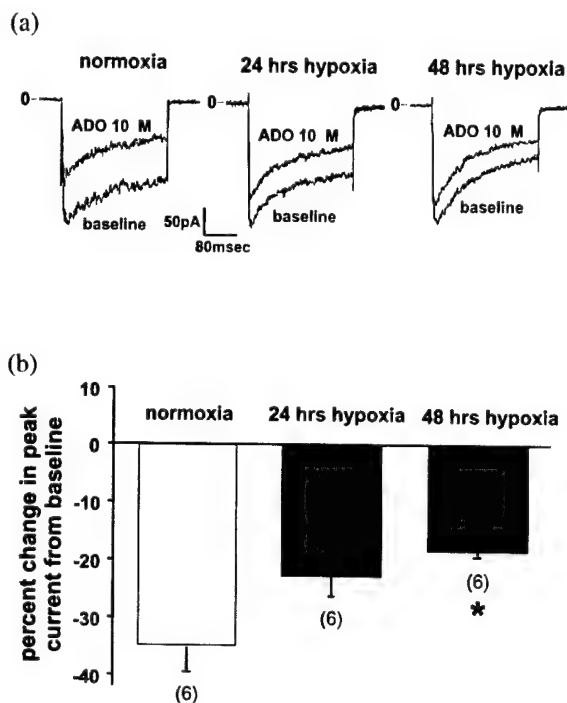 (a)
normoxia
24 hrs hypoxia
48 hrs hypoxia
0
0
0
ADO 10 M
ADO 10 M
ADO 10 M
baseline
baseline
baseline
50pA
80msec
(b)
percent change in peak
current from baseline
10
0
-10
-20
-30
-40
normoxia
24 hrs hypoxia
48 hrs hypoxia
(6)
(6)
(6)
*